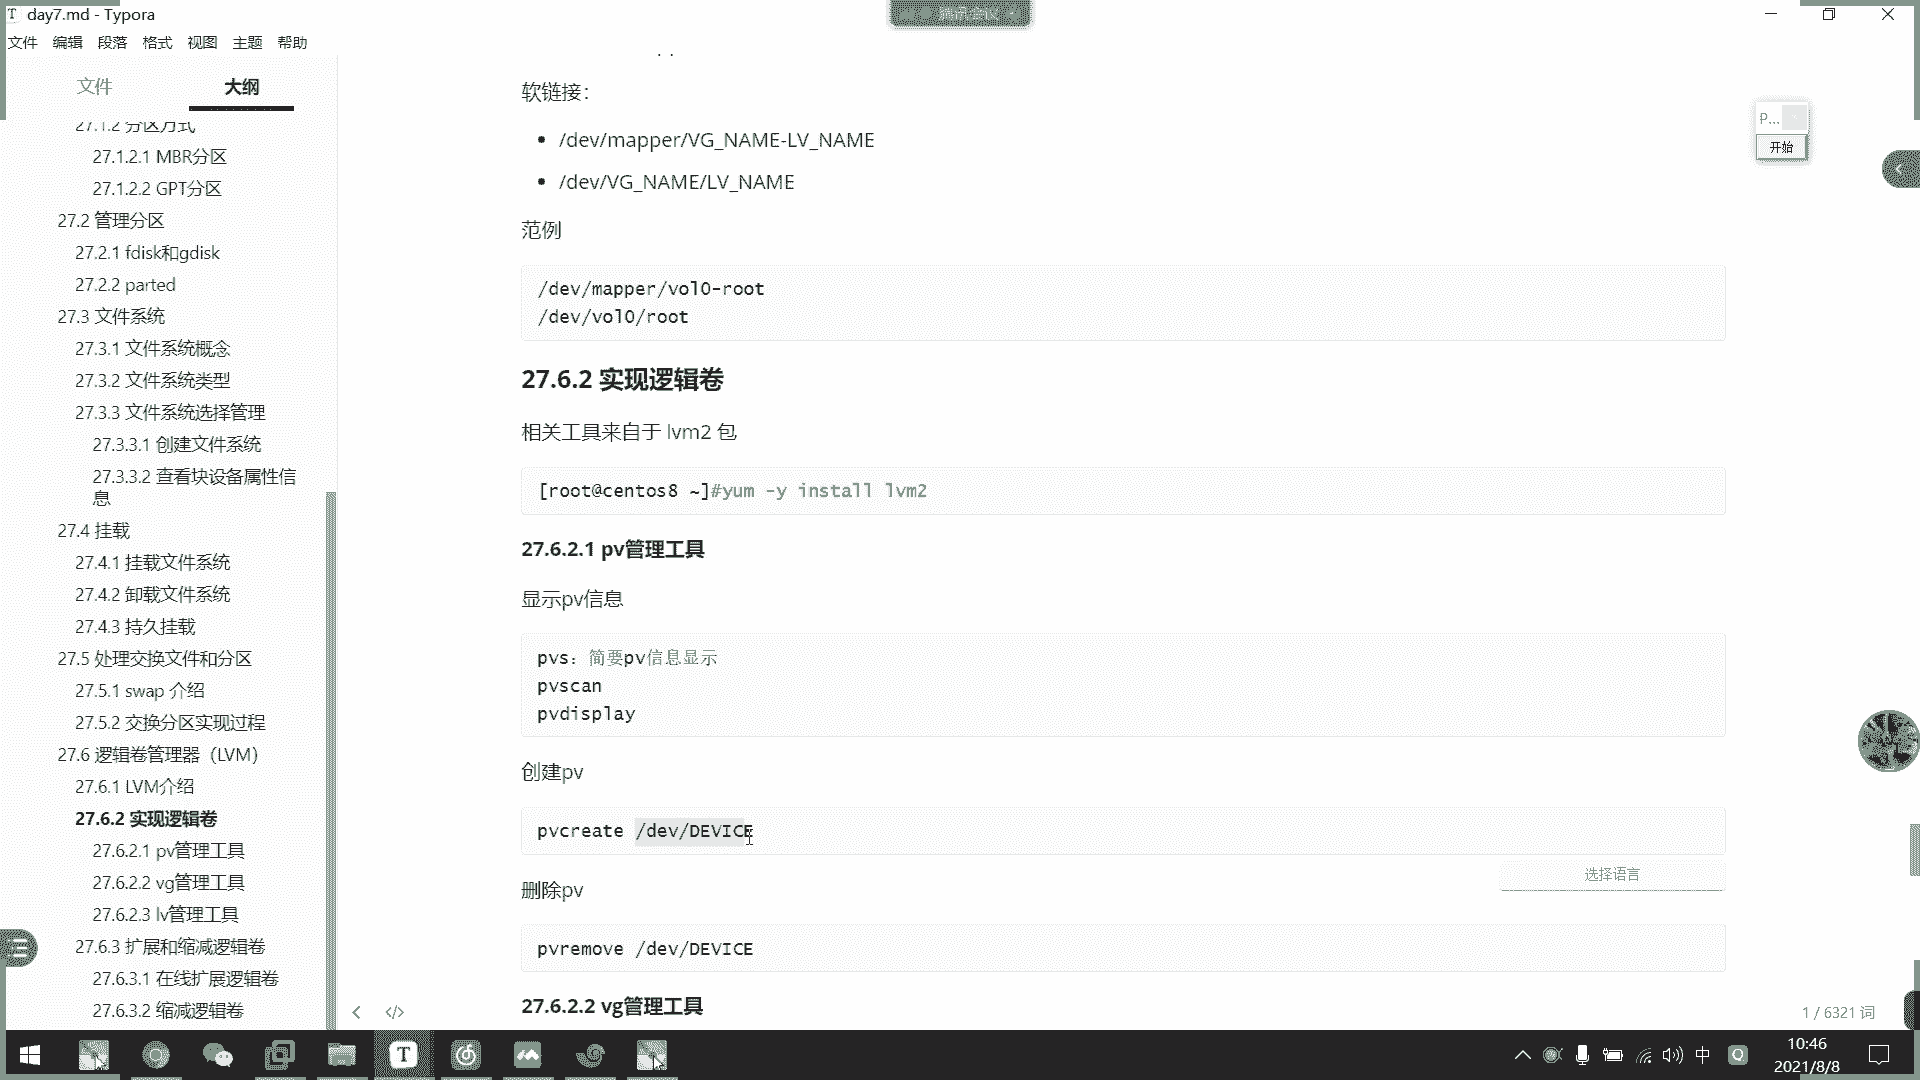 day7.md - Typora
文件 编辑 段落 格式 视图 主题 帮助
文件 大纲
27.1.2 分区方式
27.1.2.1 MBR分区
27.1.2.2 GPT分区
27.2 管理分区
27.2.1 fdisk和gdisk
27.2.2 parted
27.3 文件系统
27.3.1 文件系统概念
27.3.2 文件系统类型
27.3.3 文件系统选择管理
27.3.3.1 创建文件系统
27.3.3.2 查看块设备属性信
息
27.4 挂载
27.4.1 挂载文件系统
27.4.2 卸载文件系统
27.4.3 持久挂载
27.5 处理交换文件和分区
27.5.1 swap 介绍
27.5.2 交换分区实现过程
27.6 逻辑卷管理器（LVM）
27.6.1 LVM介绍
27.6.2 实现逻辑卷
27.6.2.1 pv管理工具
27.6.2.2 vg管理工具
27.6.2.3 lv管理工具
27.6.3 扩展和缩减逻辑卷
27.6.3.1 在线扩展逻辑卷
27.6.3.2 缩减逻辑卷
软链接：
/dev/mapper/VG_NAME-LV_NAME
/dev/VG_NAME/LV_NAME
范例
/dev/mapper/vol0-root
/dev/vol0/root
27.6.2 实现逻辑卷
相关工具来自于 lvm2 包
[root@centos8 ~]#yum -y install lvm2
27.6.2.1 pv管理工具
显示pv信息
pvs：简要pv信息显示
pvscan
pvdisplay
创建pv
pvcreate /dev/DEVICE
选择语言
删除pv
pvremove /dev/DEVICE
27.6.2.2 vg管理工具
1 / 6321 词
P...
开始
中
10:46
2021/8/8